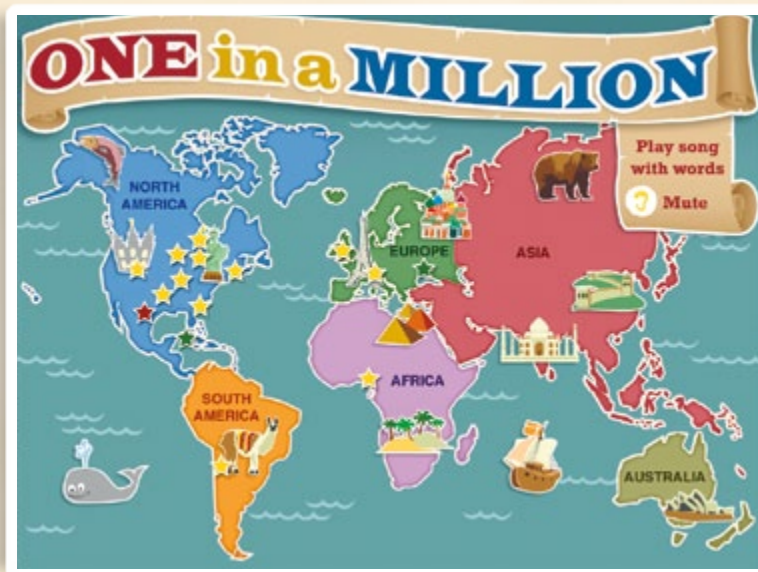 ONE in a MILLION
Play song
with words
Mute
NORTH
AMERICA
EUROPE
ASIA
AFRICA
SOUTH
AMERICA
AUSTRALIA